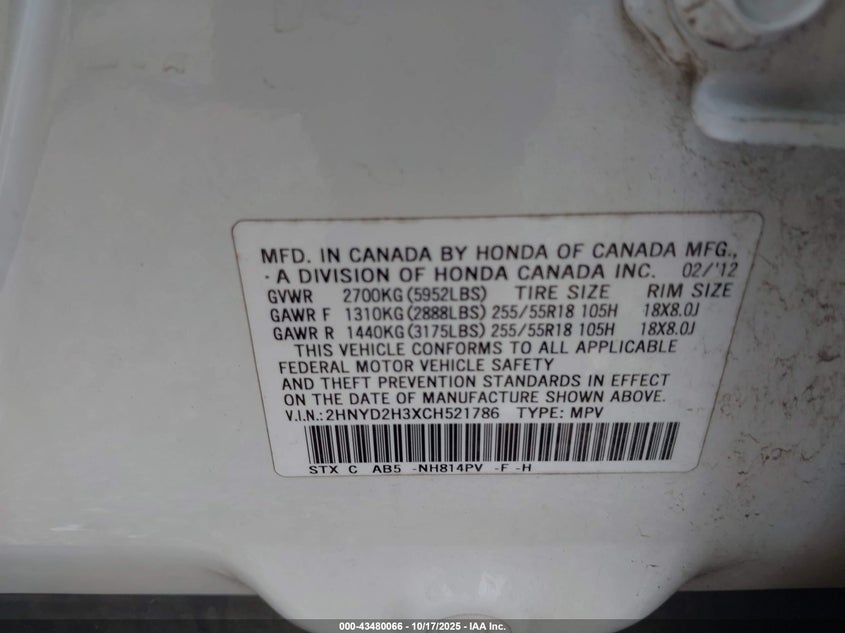 MFD. IN CANADA BY HONDA OF CANADA MFG.,
- A DIVISION OF HONDA CANADA INC. 02/'12
GVWR 2700KG(5952LBS) TIRE SIZE RIM SIZE
GAWR F 1310KG(2888LBS) 255/55R18 105H 18X8.0J
GAWR R 1440KG(3175LBS) 255/55R18 105H 18X8.0J
THIS VEHICLE CONFORMS TO ALL APPLICABLE
FEDERAL MOTOR VEHICLE SAFETY
AND THEFT PREVENTION STANDARDS IN EFFECT
ON THE DATE OF MANUFACTURE SHOWN ABOVE.
V.I.N.:2HNYD2H3XCH521786 TYPE: MPV
STX C AB5 -NH814PV -F -H
000-43480066 - 10/17/2025 - IAA Inc.